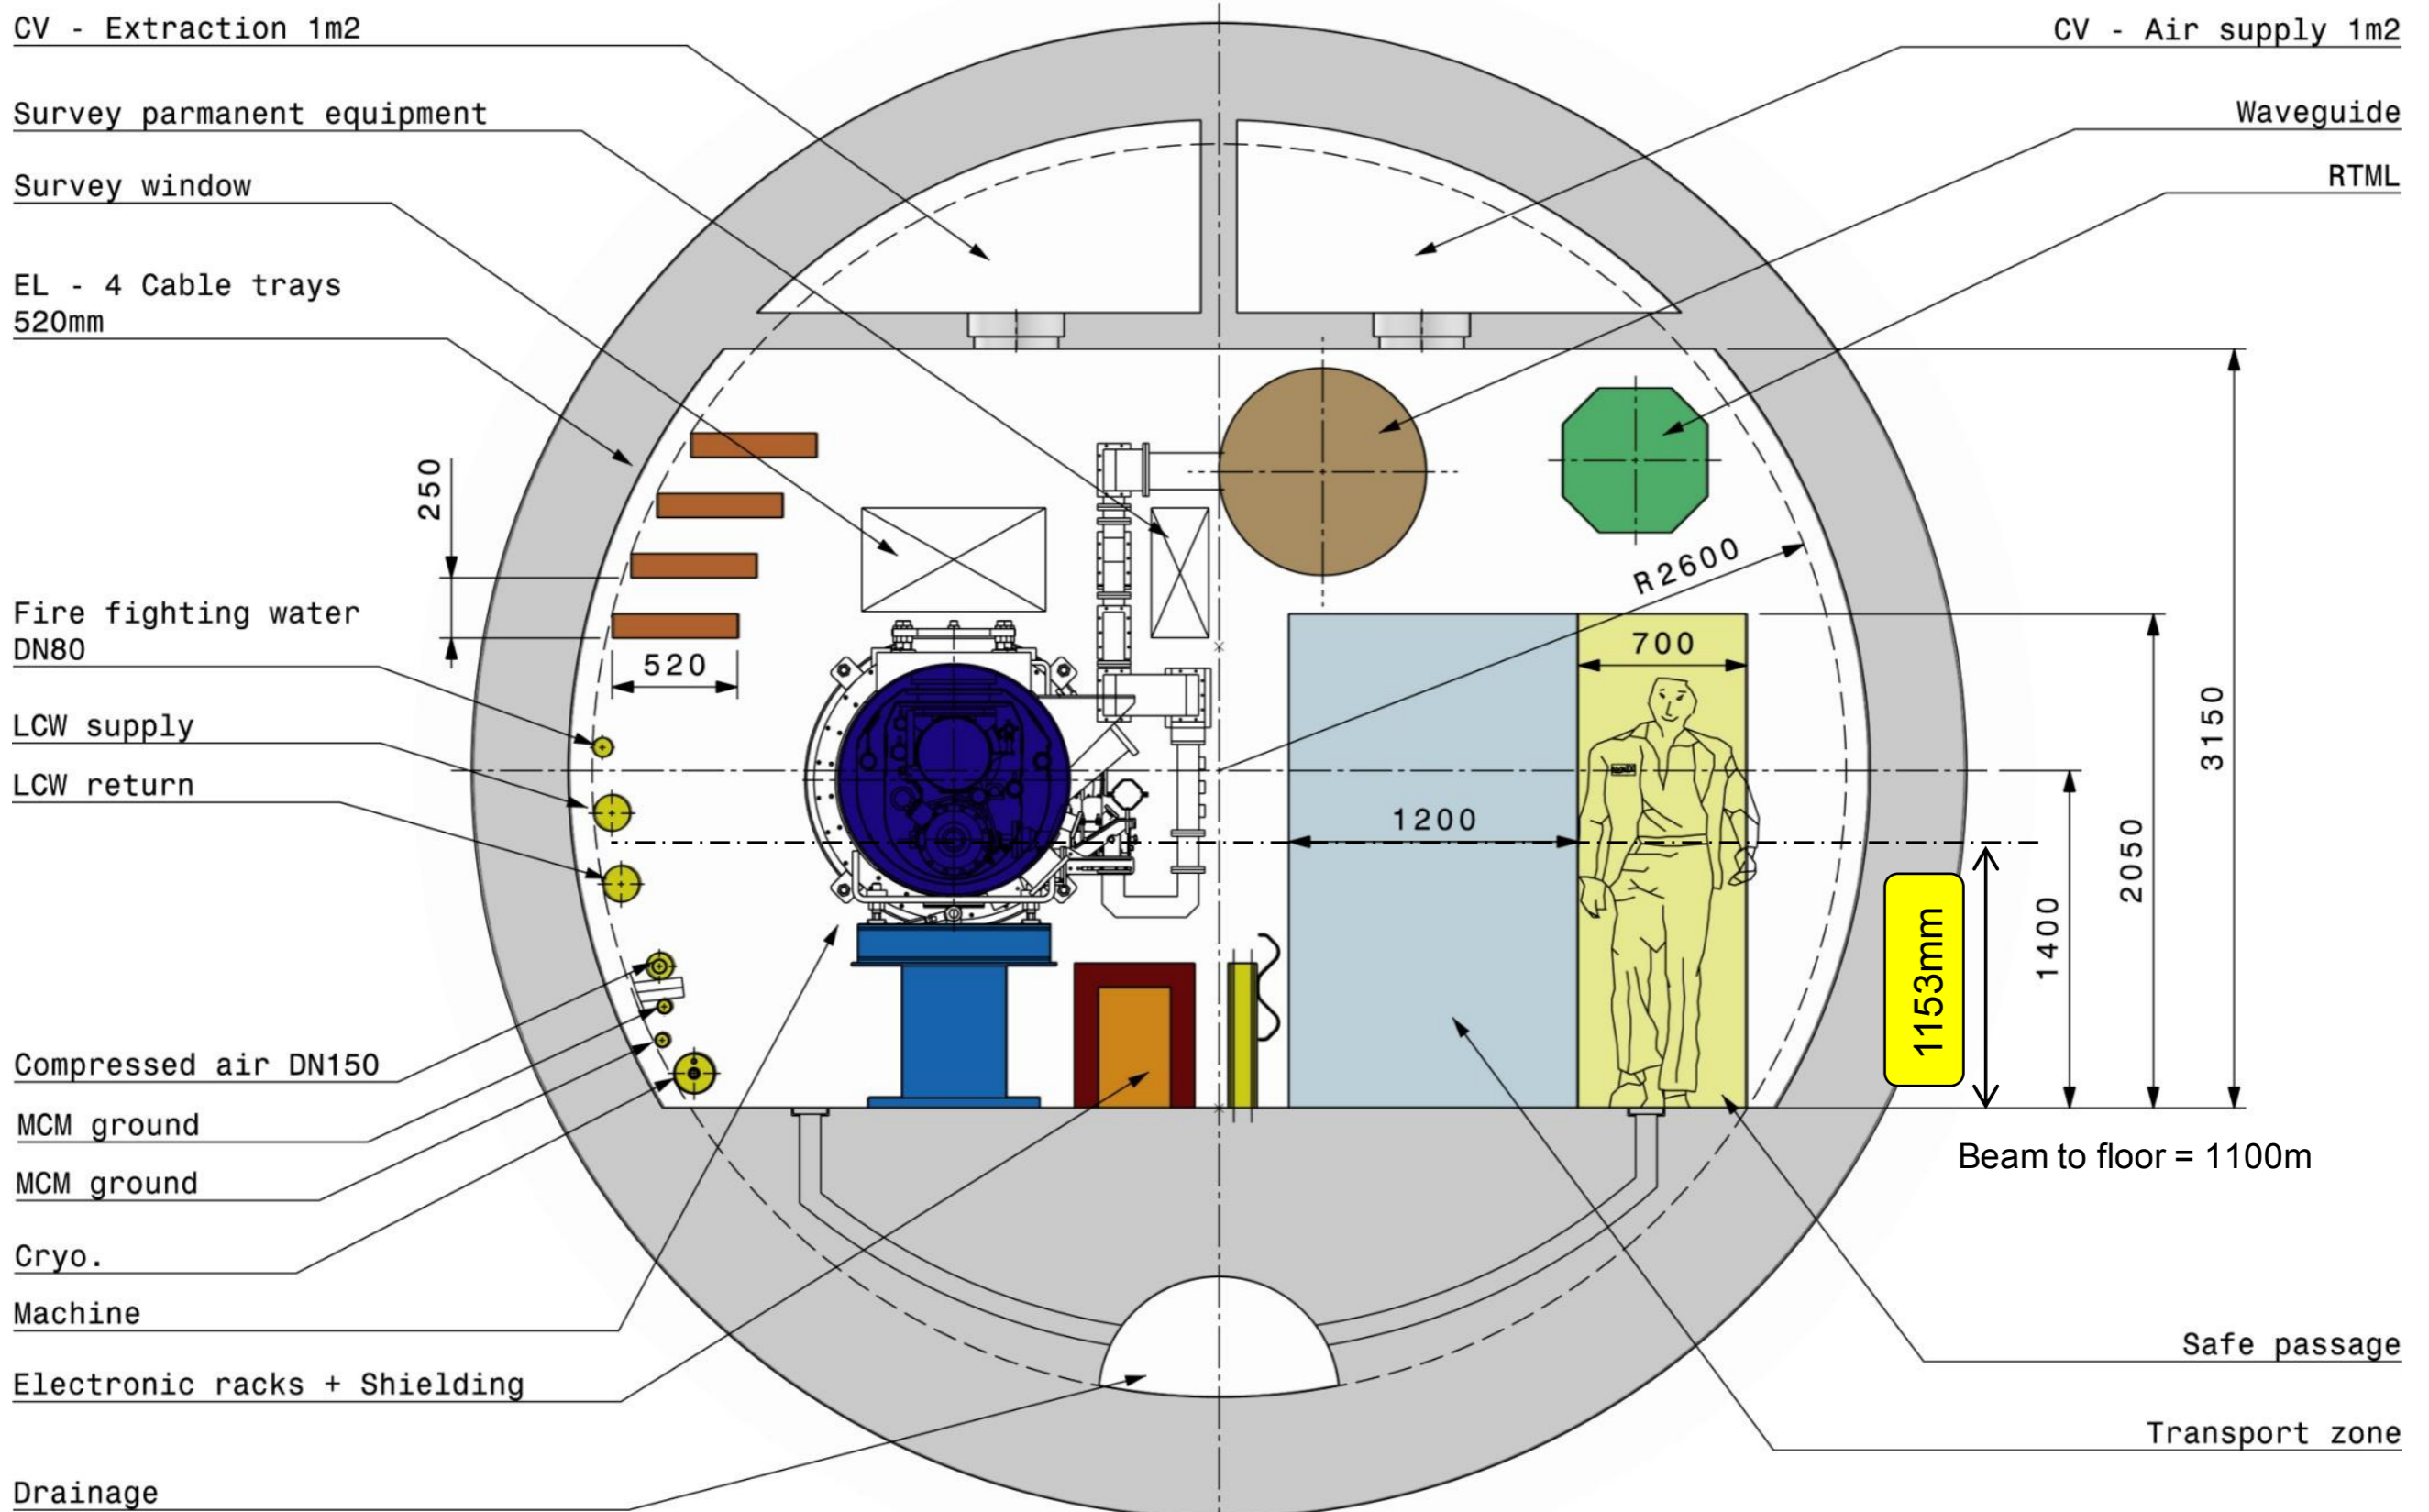 CV - Extraction 1m2
Survey parmanent equipment
Survey window
EL - 4 Cable trays
520mm
Fire fighting water
DN80
LCW supply
LCW return
Compressed air DN150
MCM ground
MCM ground
Cryo.
Machine
Electronic racks + Shielding
Drainage
250
520
CV - Air supply 1m2
Waveguide
RTML
R2600
700
1200
3150
2050
1400
1153mm
Beam to floor = 1100m
Safe passage
Transport zone